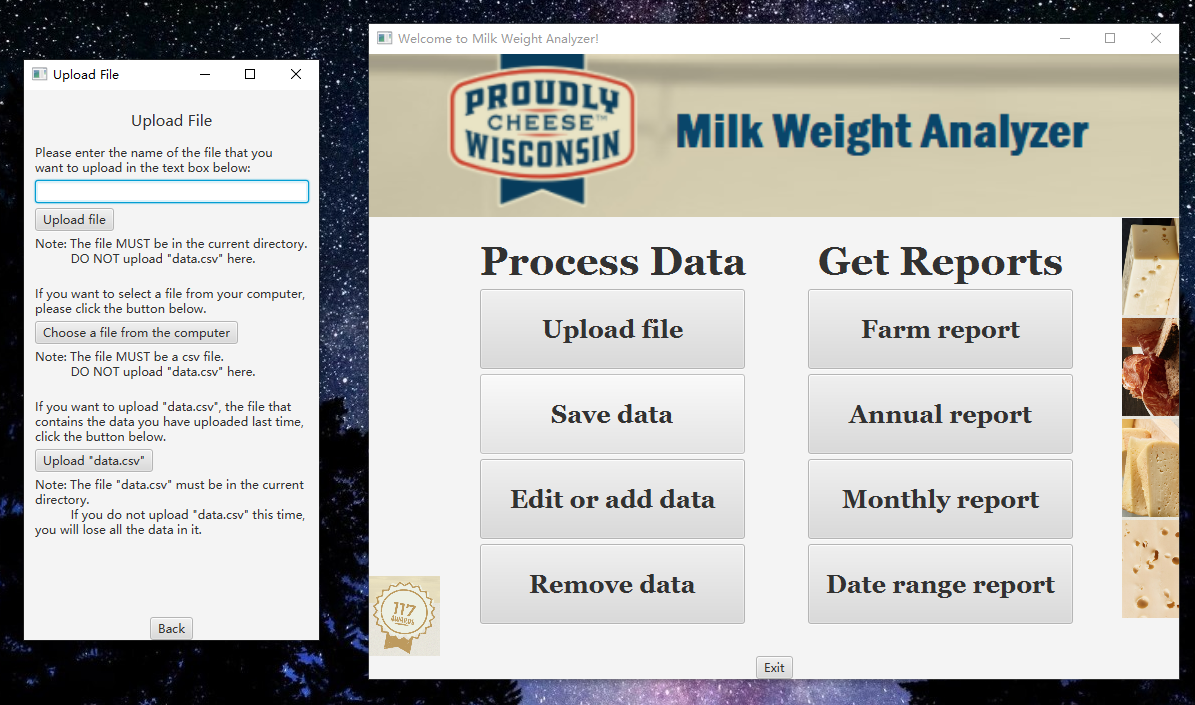 Upload File
Upload File
Please enter the name of the file that you
want to upload in the text box below:
Upload file
Note: The file MUST be in the current directory.
DO NOT upload "data.csv" here.
If you want to select a file from your computer,
please click the button below.
Choose a file from the computer
Note: The file MUST be a csv file.
DO NOT upload "data.csv" here.
If you want to upload "data.csv", the file that
contains the data you have uploaded last time,
click the button below.
Upload "data.csv"
Note: The file "data.csv" must be in the current
directory.
If you do not upload "data.csv" this time,
you will lose all the data in it.
Back
Welcome to Milk Weight Analyzer!
PROUDLY
CHEESE™
WISCONSIN
Milk Weight Analyzer
Process Data
Upload file
Save data
Edit or add data
Remove data
Get Reports
Farm report
Annual report
Monthly report
Date range report
117
AWARDS
Exit